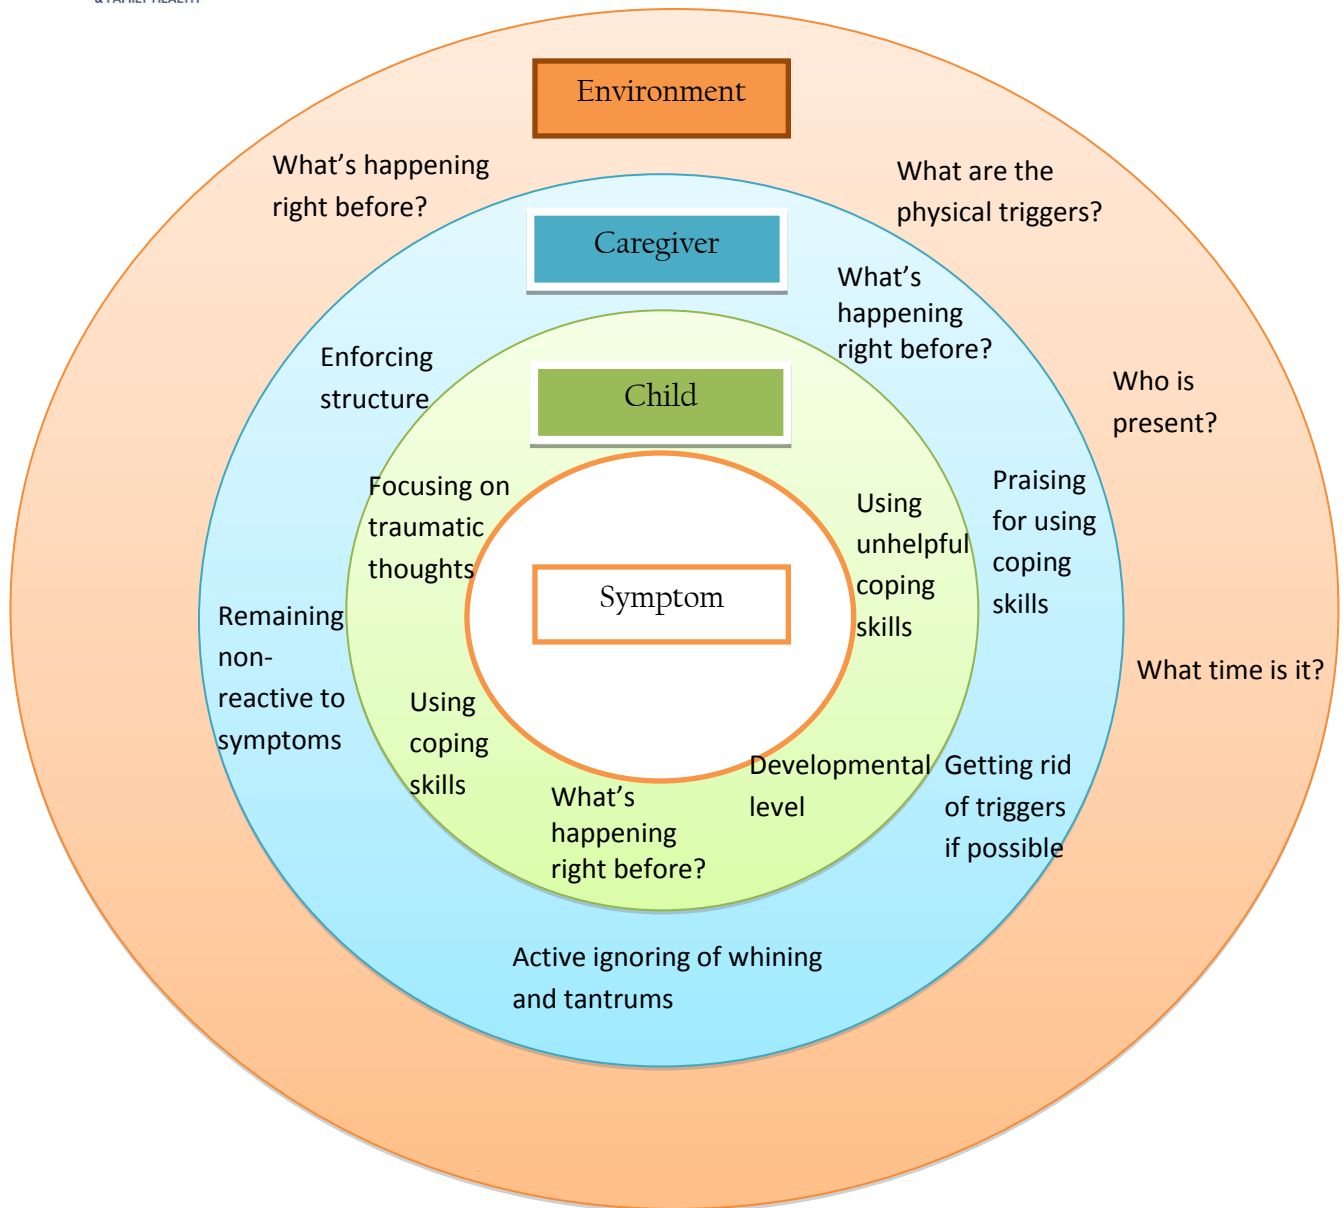 & FAMILY HEALTH
Environment
What's happening
right before?
What are the
physical triggers?
Who is
present?
What time is it?
Caregiver
What's
happening
right before?
Enforcing
structure
Praising
for using
coping
skills
Remaining
non-
reactive to
symptoms
Getting rid
of triggers
if possible
Active ignoring of whining
and tantrums
Child
Focusing on
traumatic
thoughts
Using
unhelpful
coping
skills
Using
coping
skills
Developmental
level
What's
happening
right before?
Symptom